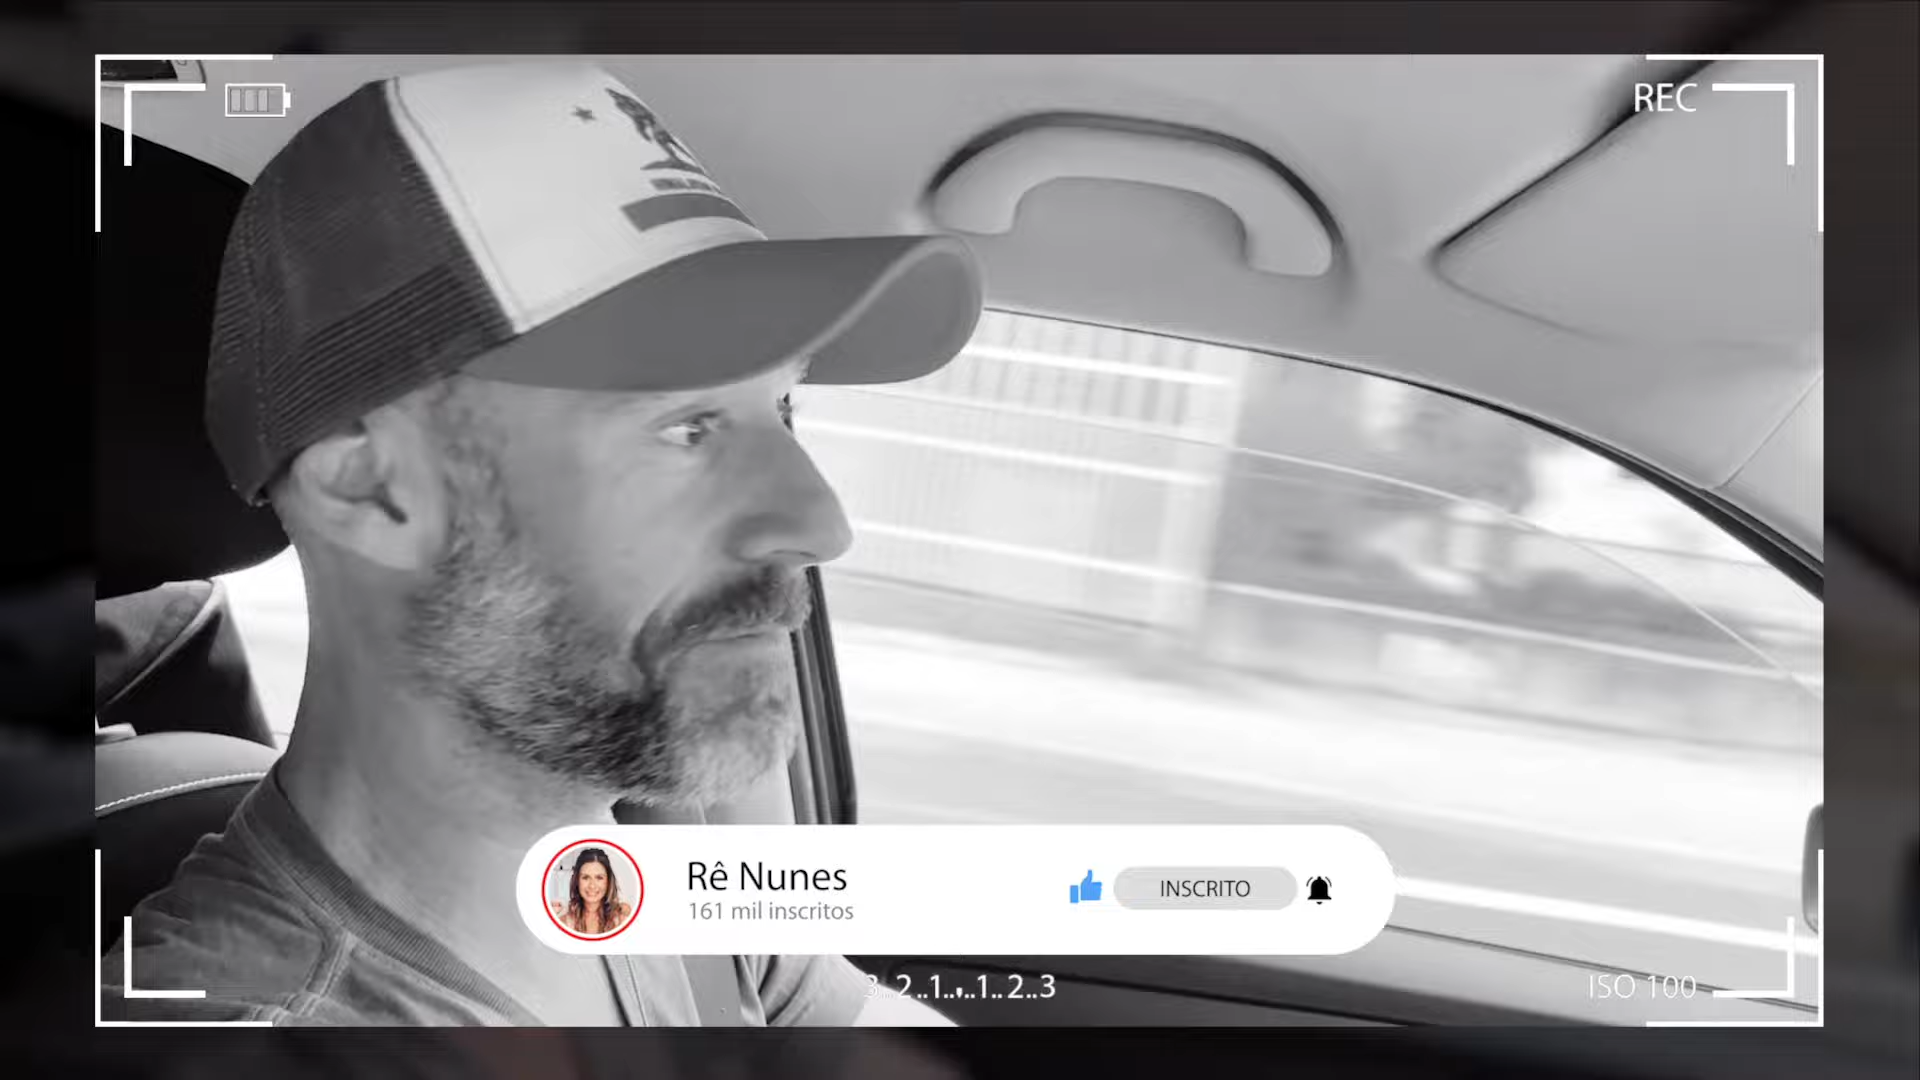 REC
Rê Nunes
161 mil inscritos
INSCRITO
3..2..1..,..1..2..3
ISO 100